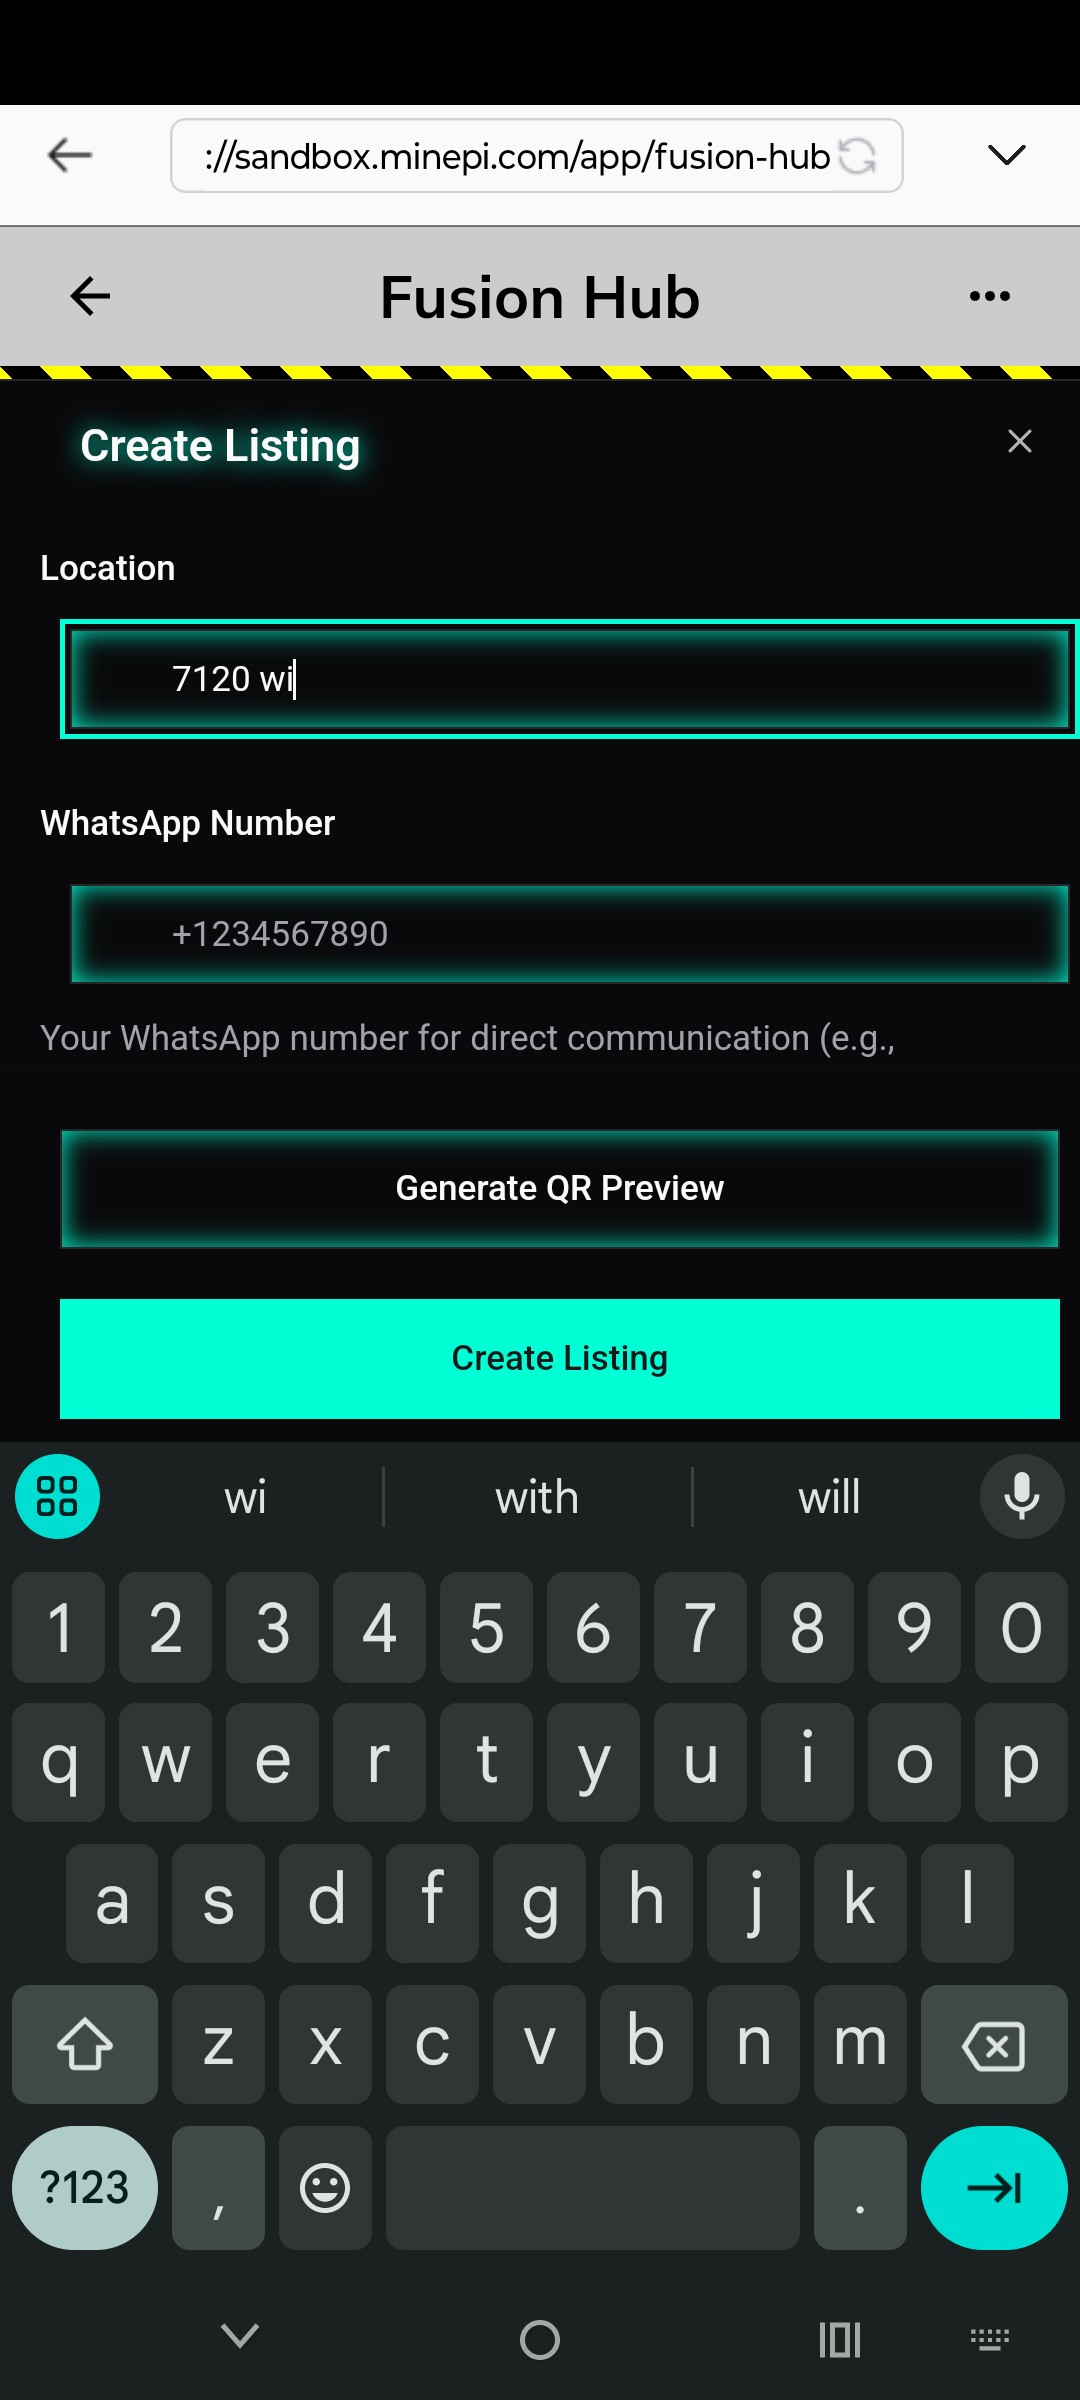 ://sandbox.minepi.com/app/fusion-hub
Fusion Hub
Create Listing
Location
7120 wi
WhatsApp Number
+1234567890
Your WhatsApp number for direct communication (e.g.,
Generate QR Preview
Create Listing
wi with will
1 2 3 4 5 6 7 8 9 0
q w e r t y u i o p
a s d f g h j k l
z x c v b n m
?123 , .